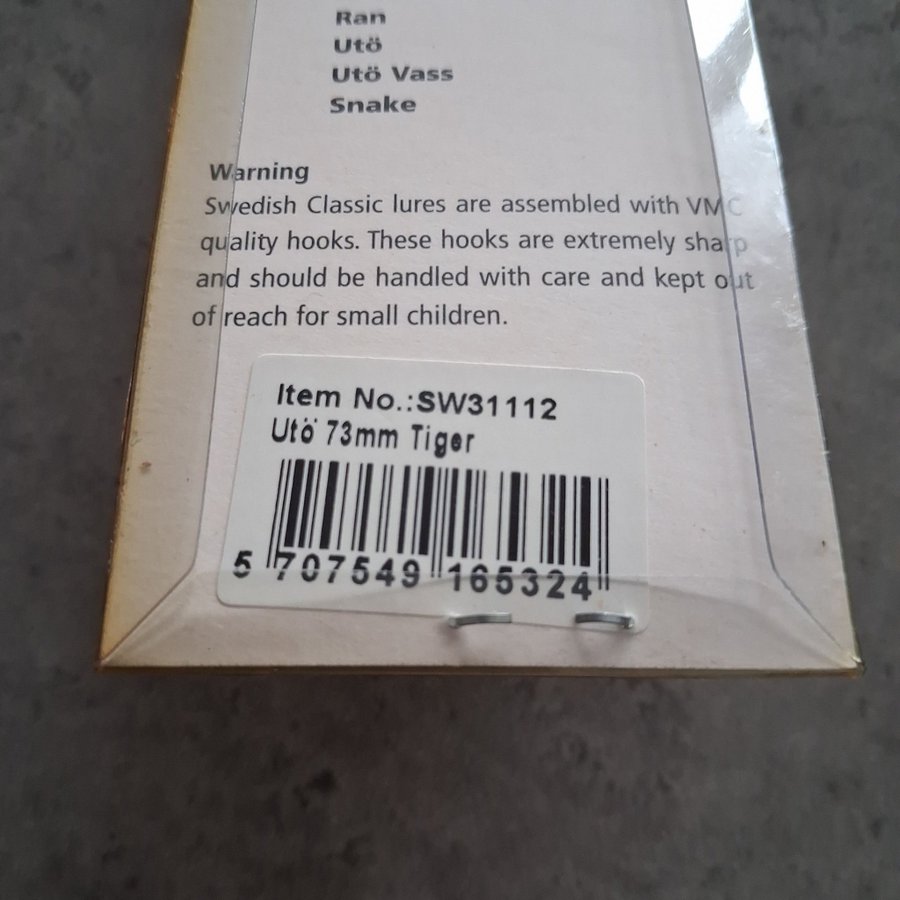 Ran
Utö
Utö Vass
Snake
Warning
Swedish Classic lures are assembled with VMC
quality hooks. These hooks are extremely sharp
and should be handled with care and kept out
of reach for small children.
Item No.:SW31112
Utö 73mm Tiger
5 707549 165324